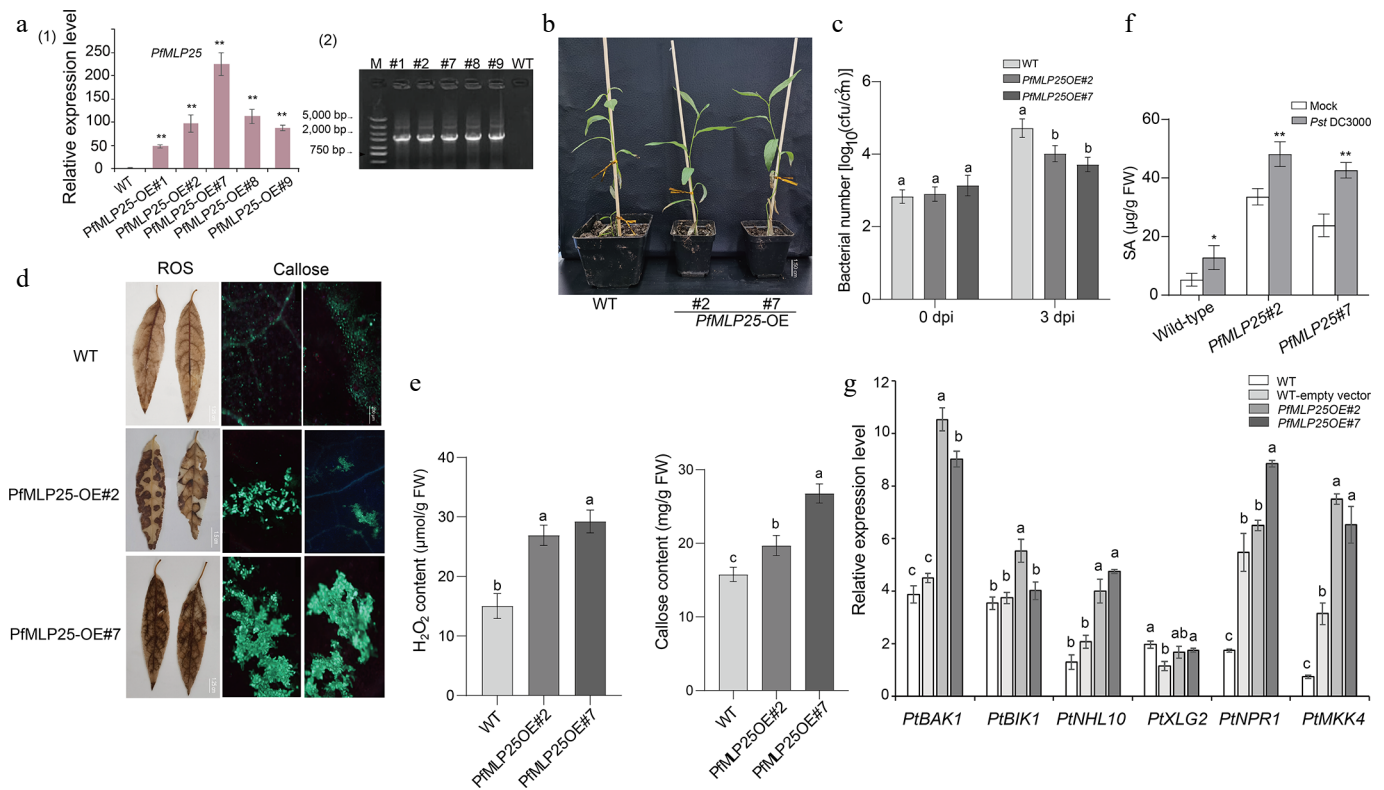 a
(1)
Relative expression level
250
200
150
100
50
0
PfMLP25
**
**
**
**
**
WT
PfMLP25-OE#1
PfMLP25-OE#2
PfMLP25-OE#7
PfMLP25-OE#8
PfMLP25-OE#9
(2)
M #1 #2 #7 #8 #9 WT
5,000 bp
2,000 bp
750 bp
b
WT #2 #7
PfMLP25-OE
c
WT
PfMLP25OE#2
PfMLP25OE#7
Bacterial number [log10(cfu/cm2)]
6
4
2
0
a a a
a b b
0 dpi 3 dpi
f
Mock
Pst DC3000
SA (μg/g FW)
60
40
20
0
* ** **
Wild-type
PfMLP25#2
PfMLP25#7
d
ROS Callose
WT
PfMLP25-OE#2
PfMLP25-OE#7
e
H2O2 content (μmol/g FW)
40
30
20
10
0
b a a
WT
PfMLP25OE#2
PfMLP25OE#7
Callose content (mg/g FW)
30
20
10
0
c b a
WT
PfMLP25OE#2
PfMLP25OE#7
g
WT
WT-empty vector
PfMLP25OE#2
PfMLP25OE#7
Relative expression level
12
10
8
6
4
2
0
c c a b
b b a b
b b a a
a b ab a
c b b a
c b a a
PtBAK1 PtBIK1 PtNHL10 PtXLG2 PtNPR1 PtMKK4